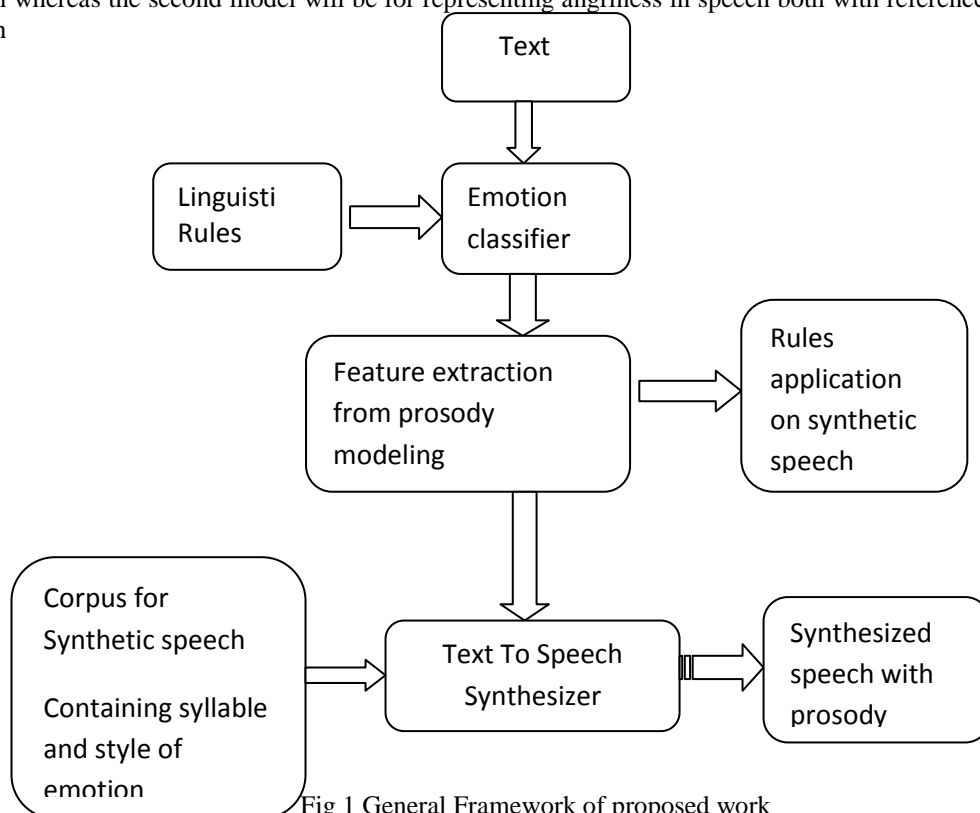 whereas the second model will be for representing angriness in speech both with reference
Text
Linguisti
Rules
Emotion
classifier
Feature extraction
from prosody
modeling
Rules
application
on synthetic
speech
Corpus for
Synthetic speech
Containing syllable
and style of
emotion
Text To Speech
Synthesizer
Synthesized
speech with
prosody
Fig 1 General Framework of proposed work